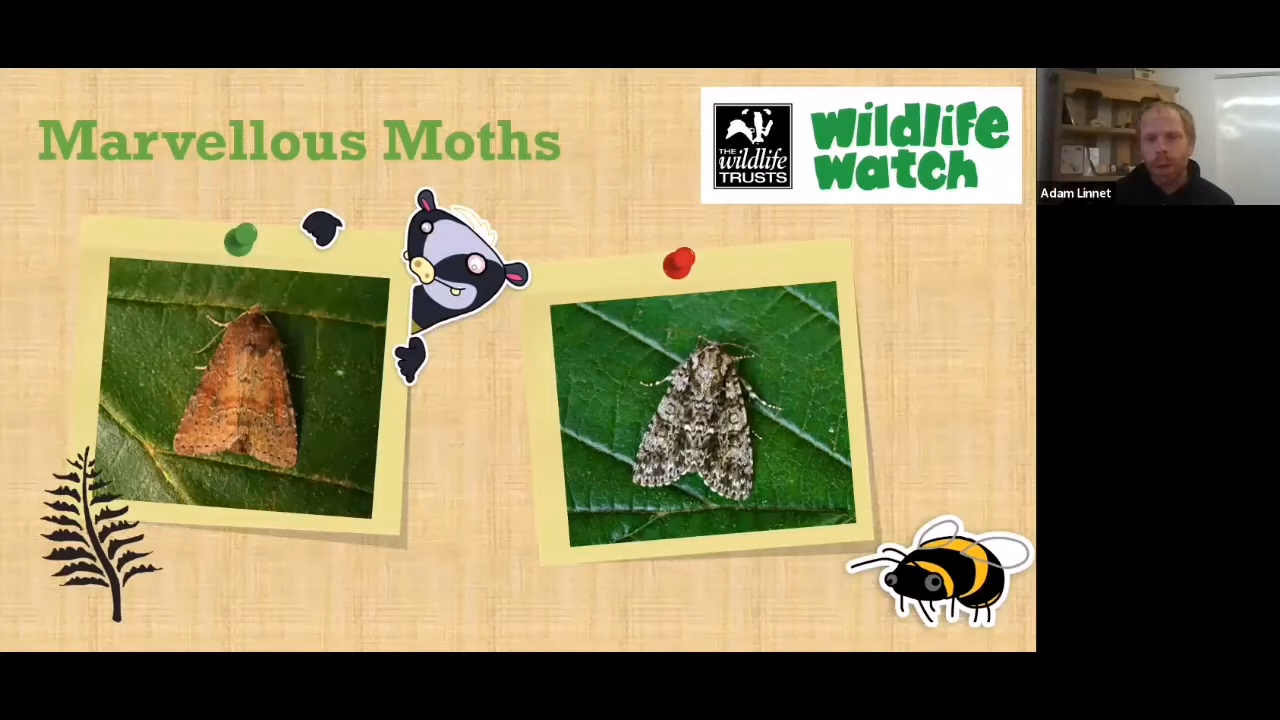 Marvellous Moths
THE
wildlife
TRUSTS
wildlife
watch
Adam Linnet